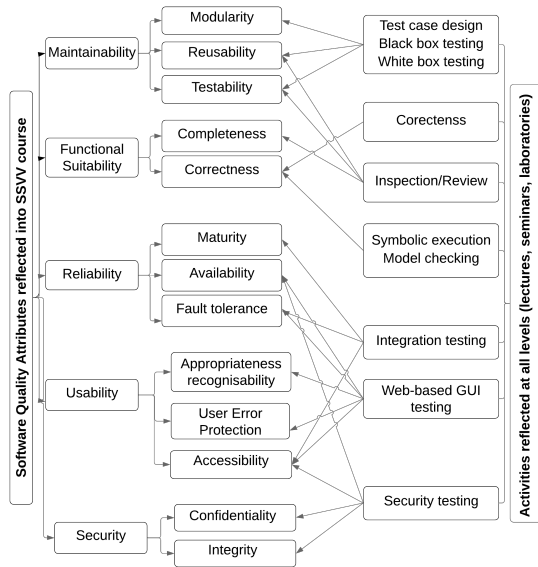 Software Quality Attributes reflected into SSVV course
Maintainability
Functional
Suitability
Reliability
Usability
Security
Modularity
Reusability
Testability
Completeness
Correctness
Maturity
Availability
Fault tolerance
Appropriateness
recognisability
User Error
Protection
Accessibility
Confidentiality
Integrity
Test case design
Black box testing
White box testing
Corectenss
Inspection/Review
Symbolic execution
Model checking
Integration testing
Web-based GUI
testing
Security testing
Activities reflected at all levels (lectures, seminars, laboratories)